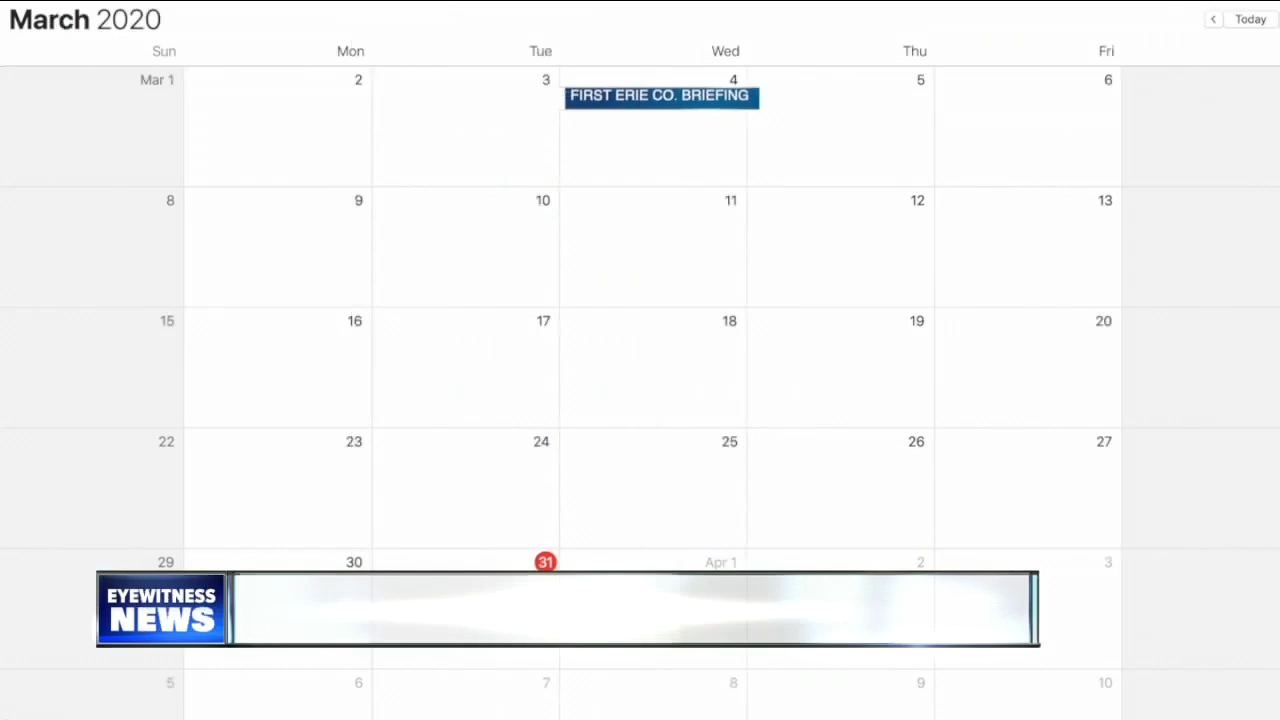 March 2020
< Today
Sun Mon Tue Wed Thu Fri
Mar 1 2 3 4 5 6
FIRST ERIE CO. BRIEFING
8 9 10 11 12 13
15 16 17 18 19 20
22 23 24 25 26 27
29 30 31 Apr 1 2 3
EYEWITNESS
NEWS
5 6 7 8 9 10